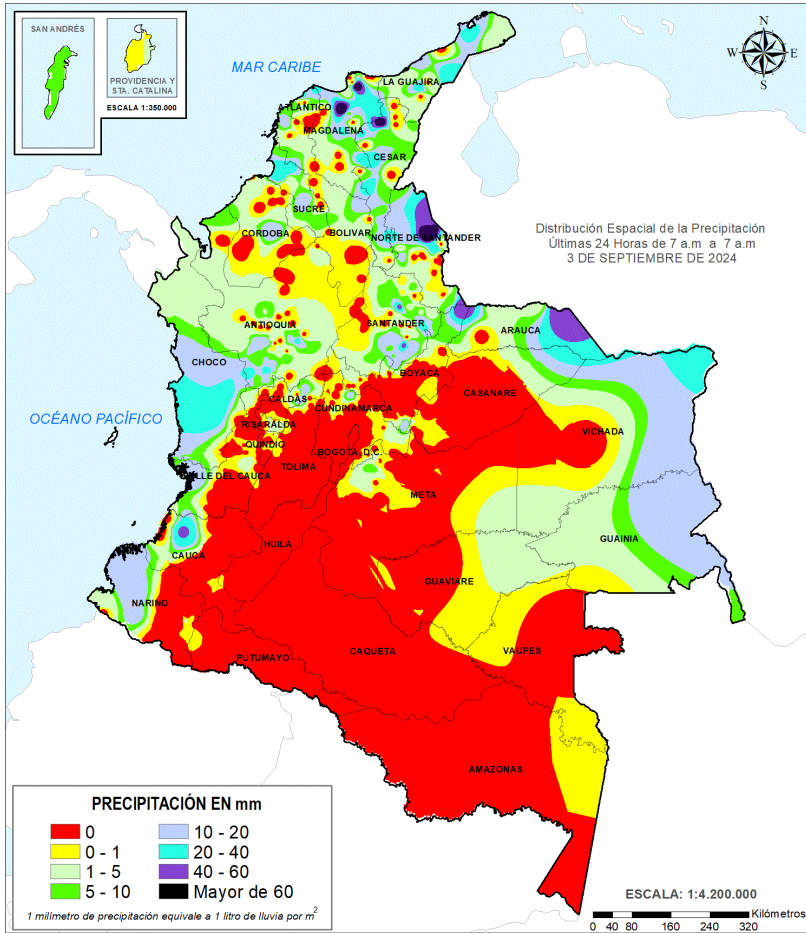 SAN ANDRÉS
PROVIDENCIA Y
STA. CATALINA
ESCALA 1:350.000
MAR CARIBE
N
W E
S
LA GUAJIRA
ATLANTICO
MAGDALENA
CESAR
SUCRE
CORDOBA
BOLIVAR
NORTE DE SANTANDER
Distribución Espacial de la Precipitación
Últimas 24 Horas de 7 a.m a 7 a.m
3 DE SEPTIEMBRE DE 2024
ANTIOQUIA
SANTANDER
ARAUCA
CHOCO
BOYACA
CASANARE
CALDAS
CUNDINAMARCA
OCÉANO PACÍFICO
RISARALDA
VICHADA
QUINDIO
BOGOTA, D.C.
TOLIMA
VALLE DEL CAUCA
META
GUAINIA
HUILA
CAUCA
GUAVIARE
NARIÑO
CAQUETA
VAUPES
PUTUMAYO
AMAZONAS
PRECIPITACIÓN EN mm
0
0 - 1
1 - 5
5 - 10
10 - 20
20 - 40
40 - 60
Mayor de 60
1 milímetro de precipitación equivale a 1 litro de lluvia por m²
ESCALA: 1:4.200.000
Kilómetros
0 40 80 160 240 320